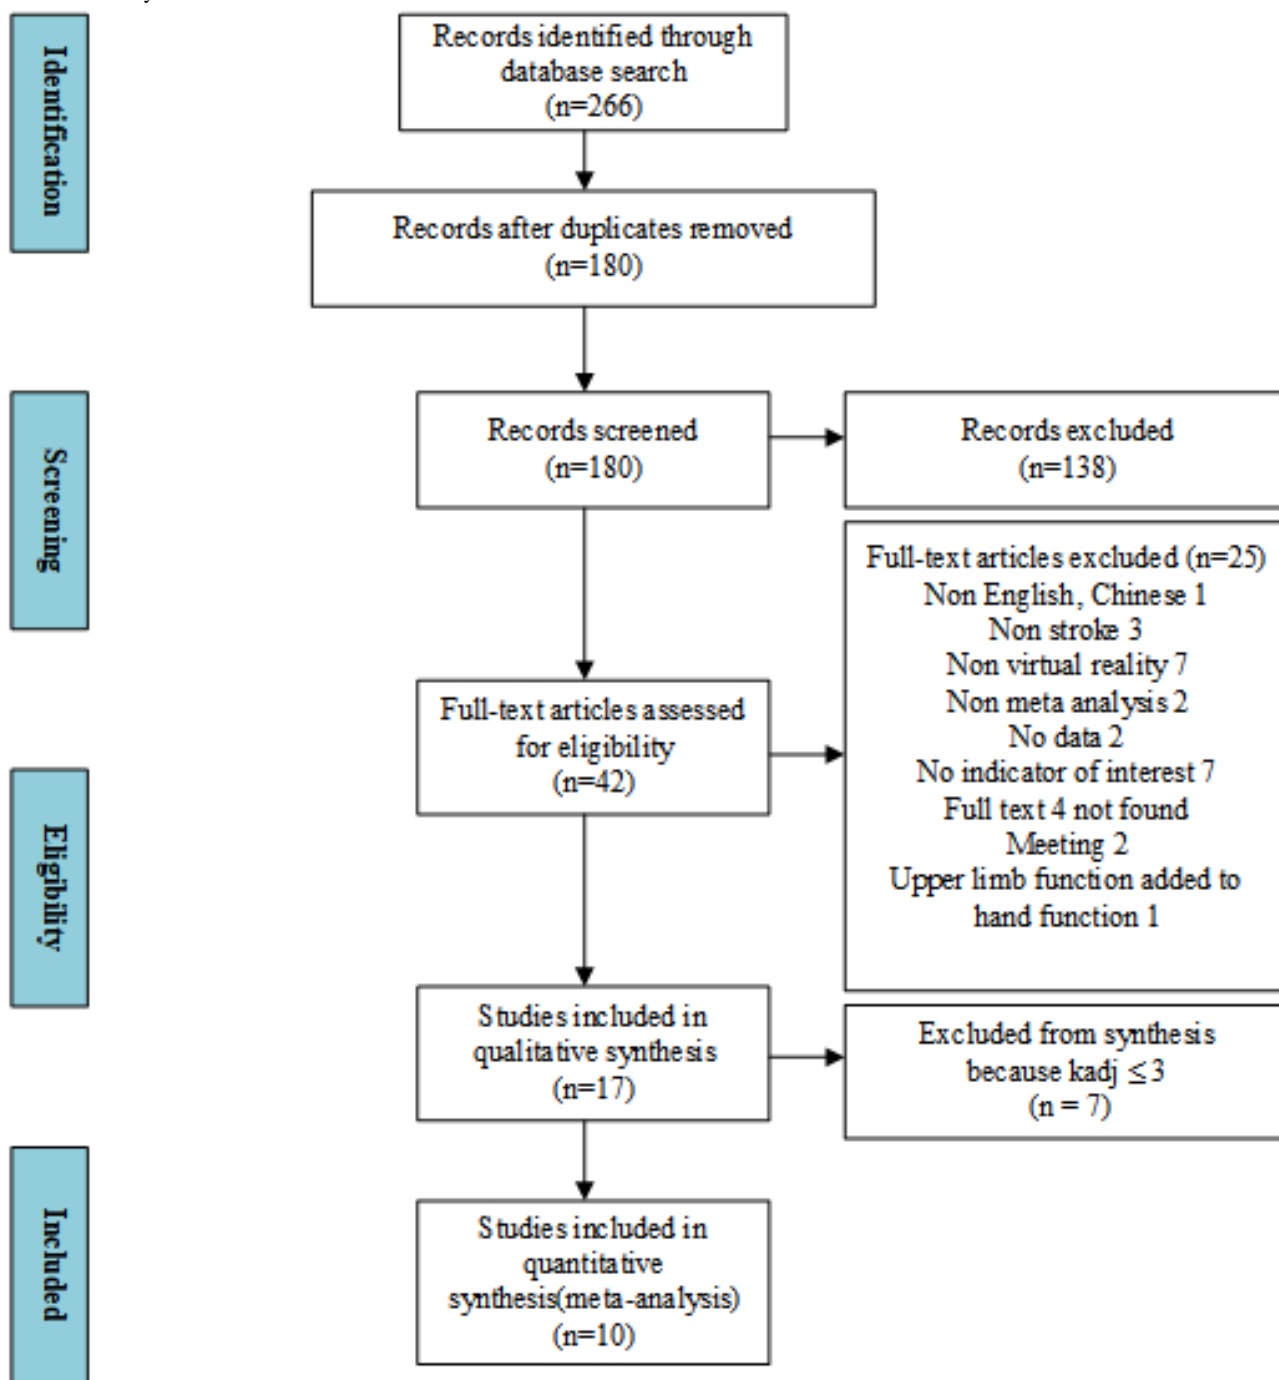 Identification
Records identified through
database search
(n=266)
Records after duplicates removed
(n=180)
Screening
Records screened
(n=180)
Records excluded
(n=138)
Full-text articles excluded (n=25)
Non English, Chinese 1
Non stroke 3
Non virtual reality 7
Non meta analysis 2
No data 2
No indicator of interest 7
Full text 4 not found
Meeting 2
Upper limb function added to
hand function 1
Full-text articles assessed
for eligibility
(n=42)
Eligibility
Studies included in
qualitative synthesis
(n=17)
Excluded from synthesis
because kadj ≤ 3
(n = 7)
Included
Studies included in
quantitative
synthesis(meta-analysis)
(n=10)